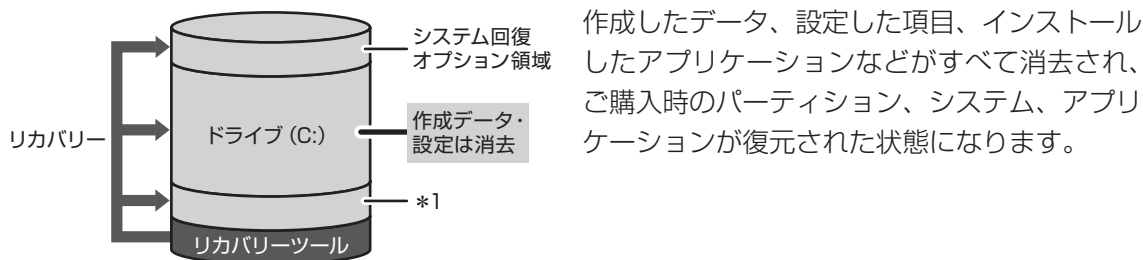 システム回復
オプション領域
リカバリー
ドライブ（C:）
作成データ・
設定は消去
＊1
リカバリーツール
作成したデータ、設定した項目、インストール
したアプリケーションなどがすべて消去され、
ご購入時のパーティション、システム、アプリ
ケーションが復元された状態になります。